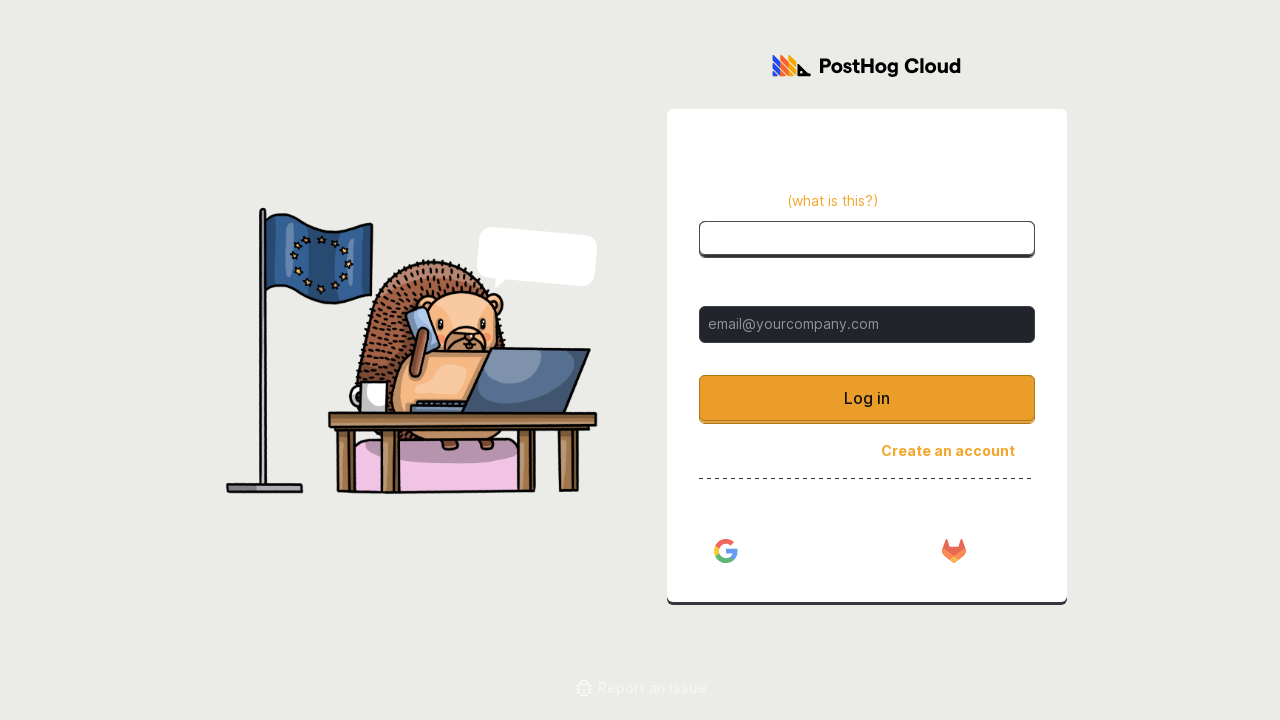 PostHog Cloud
(what is this?)
email@yourcompany.com
Log in
Create an account
Report an issue